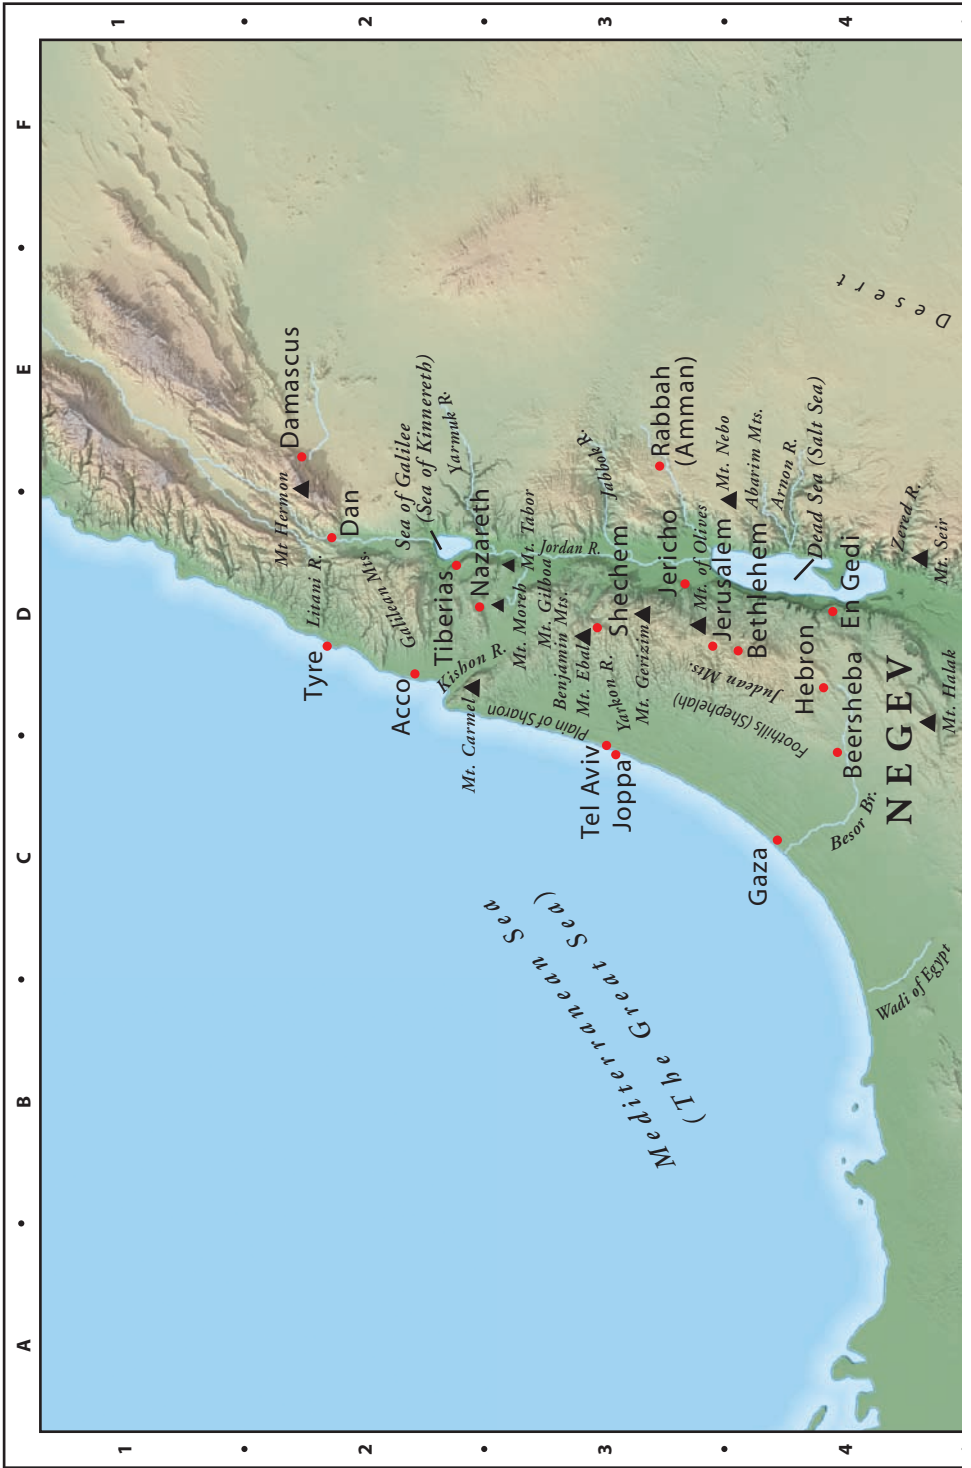 1
2
3
4
A
B
C
D
E
F
1
2
3
4
Damascus
Mt Hermon
Litani R.
Dan
Tyre
Galilean Mts.
Sea of Galilee
(Sea of Kinnereth)
Yarmuk R.
Acco
Tiberias
Kishon R.
Nazareth
Mt. Carmel
Mt. Tabor
Mt. Moreh
Mt. Gilboa
Jordan R.
Plain of Sharon
Benjamin Mts.
Mt. Ebal
Shechem
Jabbok R.
Yarkon R.
Mt. Gerizim
Tel Aviv
Joppa
Rabbah
(Amman)
Jericho
Mt. of Olives
Mt. Nebo
Jerusalem
Bethlehem
Abarim Mts.
Judean Mts.
Foothills (Shephelah)
Arnon R.
Dead Sea (Salt Sea)
Hebron
En Gedi
Gaza
Beersheba
Besor Br.
NEGEV
Zered R.
Mt. Seir
Mt. Halak
Wadi of Egypt
Desert
Mediterranean Sea
(The Great Sea)